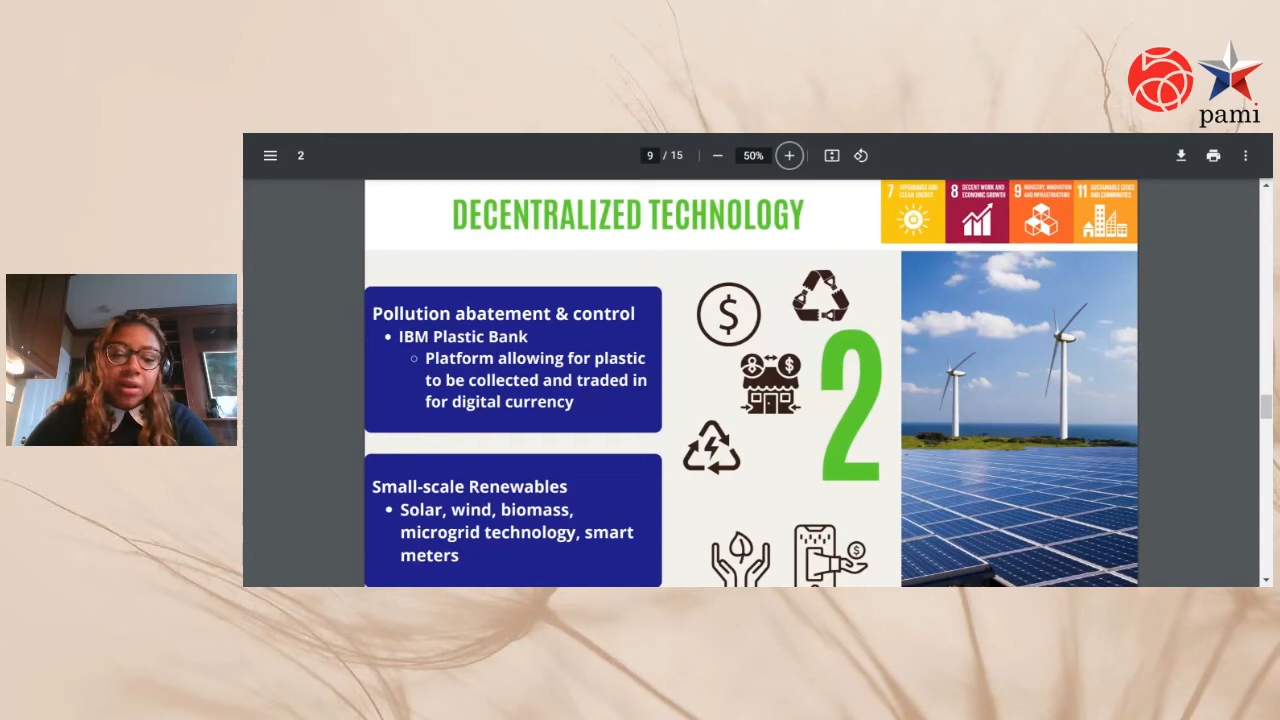 pami
2
9 / 15
50%
DECENTRALIZED TECHNOLOGY
7 AFFORDABLE AND
CLEAN ENERGY
8 DECENT WORK AND
ECONOMIC GROWTH
9 INDUSTRY, INNOVATION
AND INFRASTRUCTURE
11 SUSTAINABLE CITIES
AND COMMUNITIES
Pollution abatement & control
• IBM Plastic Bank
○ Platform allowing for plastic
to be collected and traded in
for digital currency
$
$
2
Small-scale Renewables
• Solar, wind, biomass,
microgrid technology, smart
meters
$